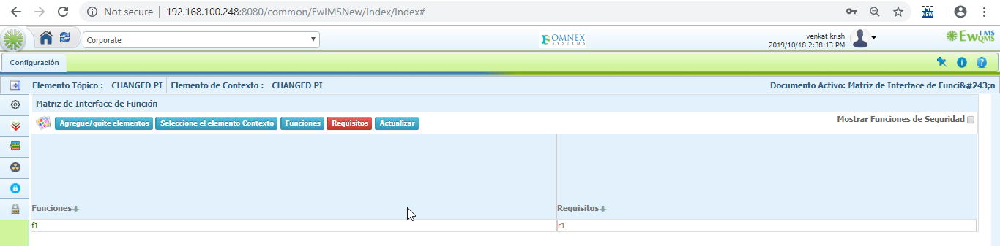 Not secure
192.168.100.248:8080/common/EwIMSNew/Index/Index#
NEW
Corporate
OMNEX
SYSTEMS
venkat krish
2019/10/18 2:38:13 PM
EwIMS
QMS
Configuración
Elemento Tópico : CHANGED PI
Elemento de Contexto : CHANGED PI
Documento Activo: Matriz de Interface de Funci&#243;n
Matriz de Interface de Función
Agregue/quite elementos
Seleccione el elemento Contexto
Funciones
Requisitos
Actualizar
Mostrar Funciones de Seguridad
Funciones
Requisitos
f1
r1